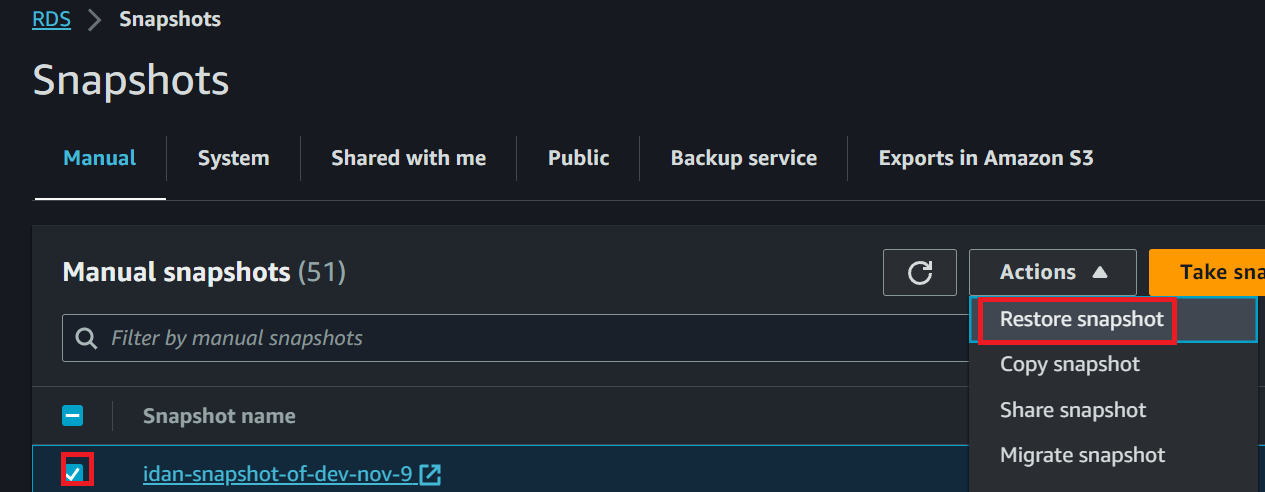 RDS > Snapshots
Snapshots
Manual System Shared with me Public Backup service Exports in Amazon S3
Manual snapshots (51) Actions Take sna
Filter by manual snapshots
Restore snapshot
Copy snapshot
Snapshot name
Share snapshot
Migrate snapshot
idan-snapshot-of-dev-nov-9